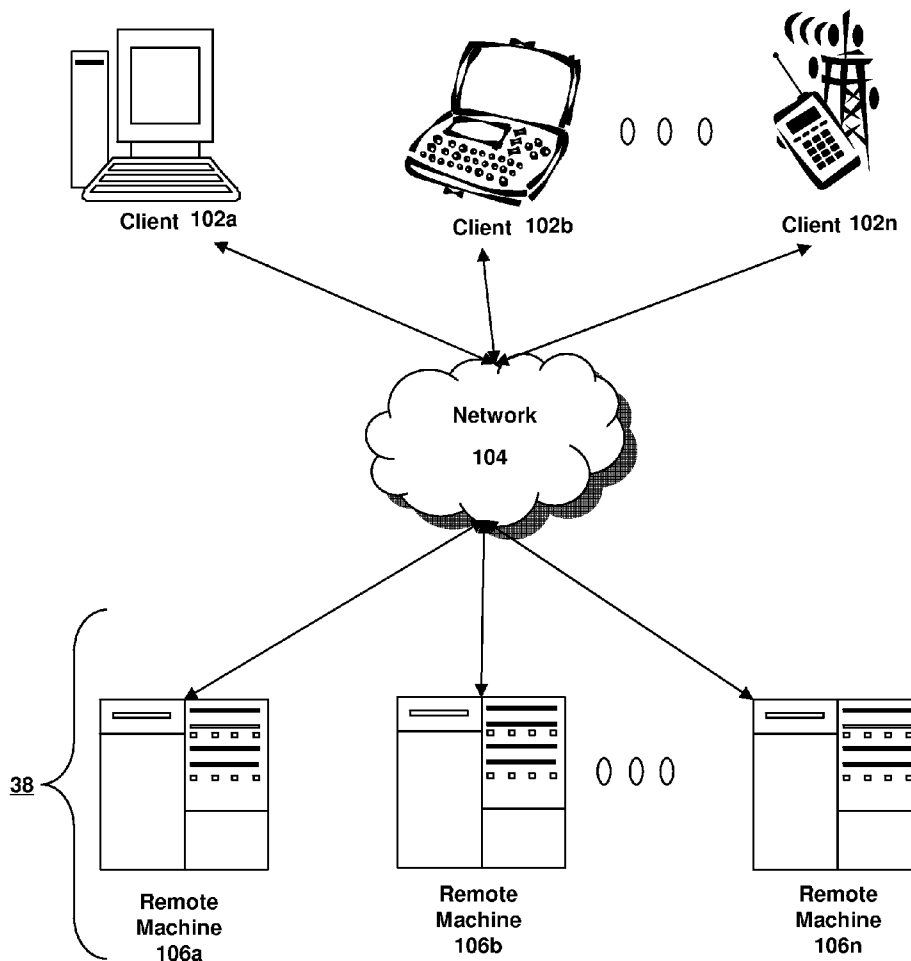 Client 102a
Client 102b
Client 102n
Network
104
38
Remote
Machine
106a
Remote
Machine
106b
Remote
Machine
106n